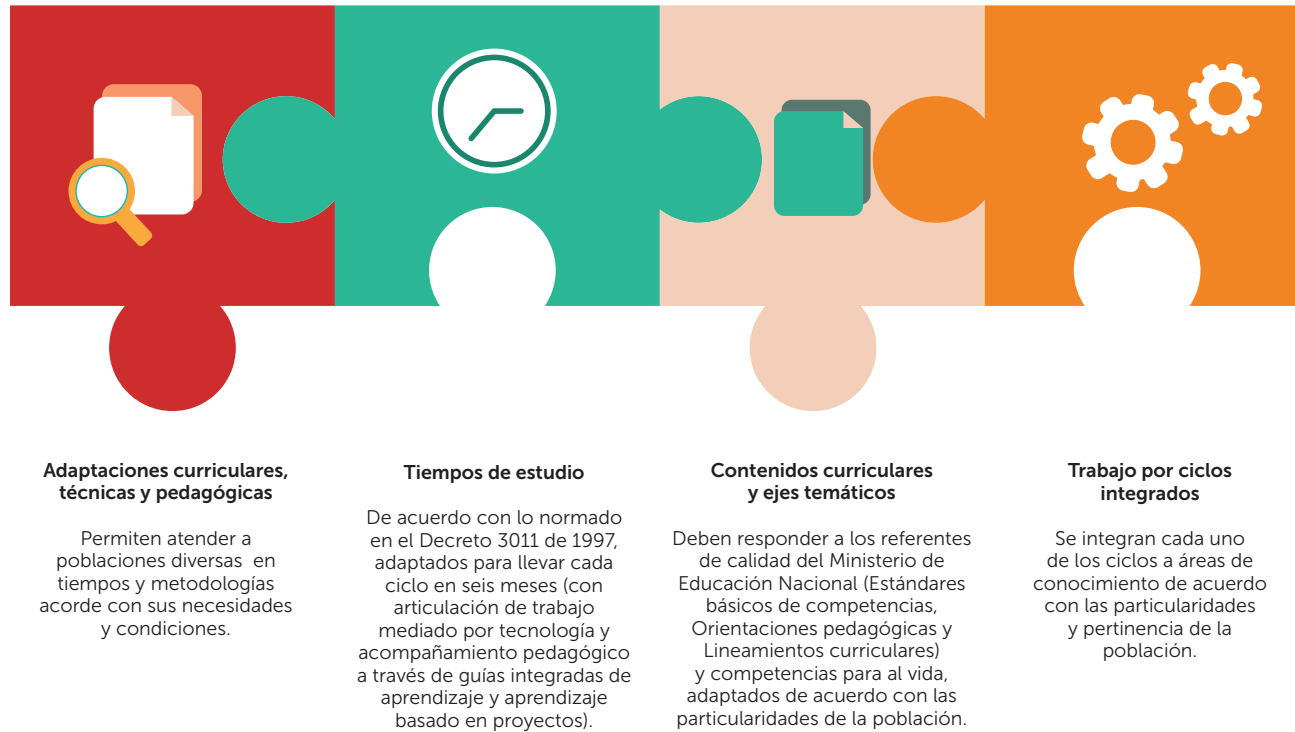 Adaptaciones curriculares,
técnicas y pedagógicas
Permiten atender a
poblaciones diversas en
tiempos y metodologías
acorde con sus necesidades
y condiciones.
Tiempos de estudio
De acuerdo con lo normado
en el Decreto 3011 de 1997,
adaptados para llevar cada
ciclo en seis meses (con
articulación de trabajo
mediado por tecnología y
acompañamiento pedagógico
a través de guías integradas de
aprendizaje y aprendizaje
basado en proyectos).
Contenidos curriculares
y ejes temáticos
Deben responder a los referentes
de calidad del Ministerio de
Educación Nacional (Estándares
básicos de competencias,
Orientaciones pedagógicas y
Lineamientos curriculares)
y competencias para al vida,
adaptados de acuerdo con las
particularidades de la población.
Trabajo por ciclos
integrados
Se integran cada uno
de los ciclos a áreas de
conocimiento de acuerdo
con las particularidades
y pertinencia de la
población.